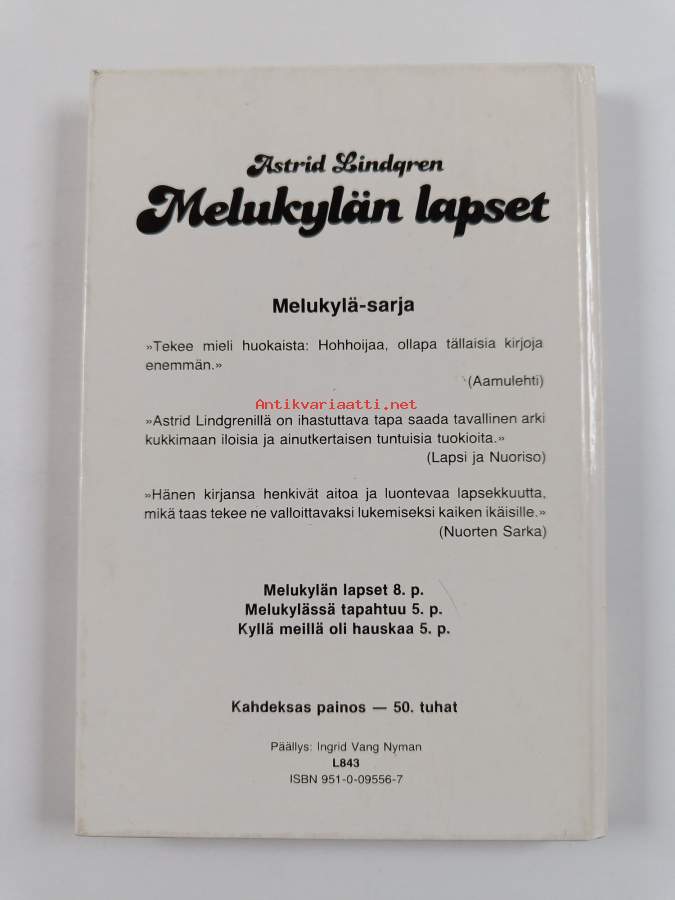 Astrid Lindgren
Melukylän lapset
Melukylä-sarja
»Tekee mieli huokaista: Hohhoijaa, ollapa tällaisia kirjoja
enemmän.»
(Aamulehti)
Antikvariaatti.net
»Astrid Lindgrenillä on ihastuttava tapa saada tavallinen arki
kukkimaan iloisia ja ainutkertaisen tuntuisia tuokioita.»
(Lapsi ja Nuoriso)
»Hänen kirjansa henkivät aitoa ja luontevaa lapsekkuutta,
mikä taas tekee ne valloittavaksi lukemiseksi kaiken ikäisille.»
(Nuorten Sarka)
Melukylän lapset 8. p.
Melukylässä tapahtuu 5. p.
Kyllä meillä oli hauskaa 5. p.
Kahdeksas painos — 50. tuhat
Päällys: Ingrid Vang Nyman
L843
ISBN 951-0-09556-7